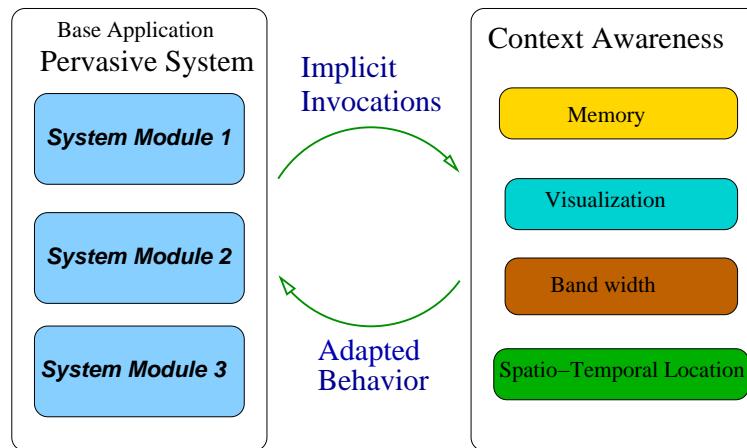 Base Application
Pervasive System
System Module 1
System Module 2
System Module 3
Implicit
Invocations
Adapted
Behavior
Context Awareness
Memory
Visualization
Band width
Spatio−Temporal Location